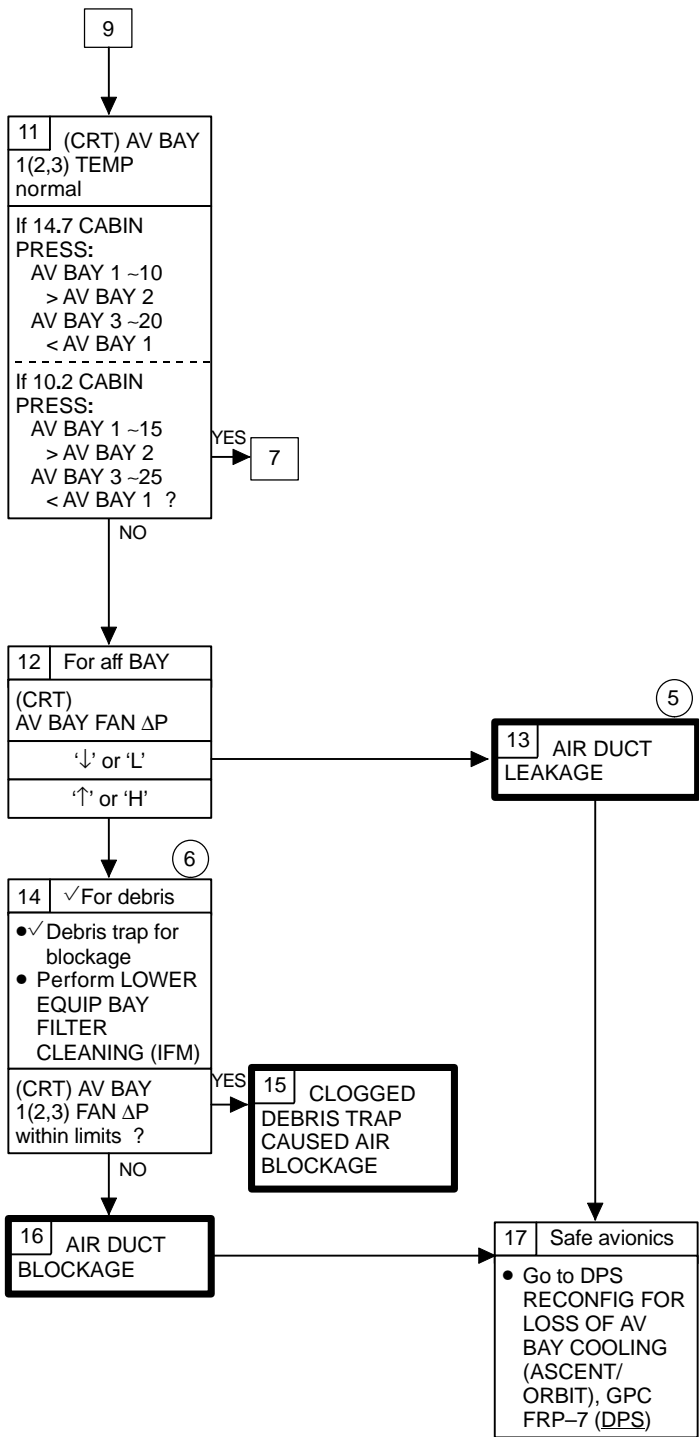 9
11 (CRT) AV BAY
1(2,3) TEMP
normal
If 14.7 CABIN
PRESS:
AV BAY 1 ~10
> AV BAY 2
AV BAY 3 ~20
< AV BAY 1
If 10.2 CABIN
PRESS:
AV BAY 1 ~15
> AV BAY 2
AV BAY 3 ~25
< AV BAY 1 ?
YES
7
NO
12 For aff BAY
(CRT)
AV BAY FAN ΔP
‘↓’ or ‘L’
‘↑’ or ‘H’
5
13 AIR DUCT
LEAKAGE
6
14 √For debris
●√Debris trap for
blockage
● Perform LOWER
EQUIP BAY
FILTER
CLEANING (IFM)
(CRT) AV BAY
1(2,3) FAN ΔP
within limits ?
YES
15 CLOGGED
DEBRIS TRAP
CAUSED AIR
BLOCKAGE
NO
16 AIR DUCT
BLOCKAGE
17 Safe avionics
● Go to DPS
RECONFIG FOR
LOSS OF AV
BAY COOLING
(ASCENT/
ORBIT), GPC
FRP–7 (DPS)